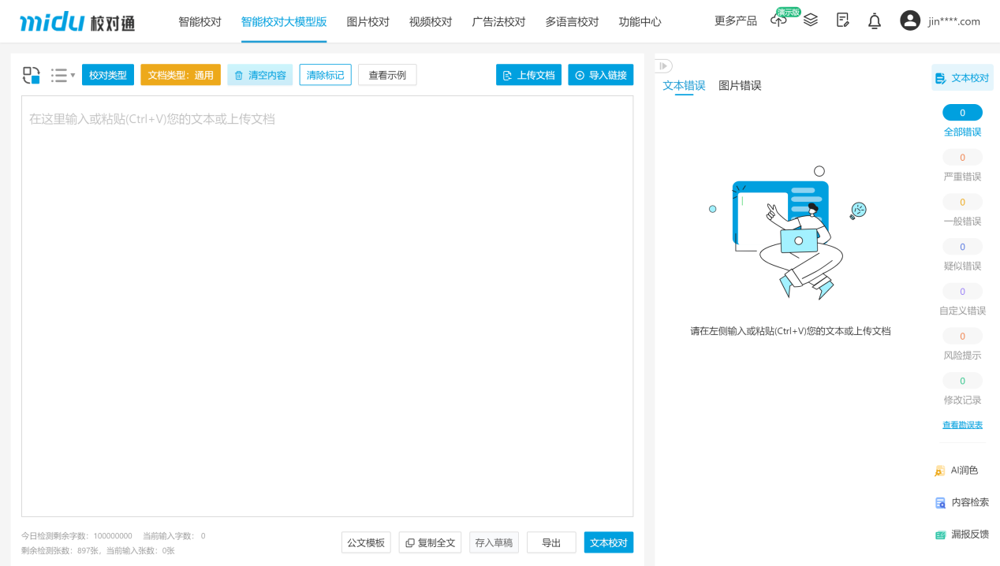 midu 校对通
智能校对 智能校对大模型版 图片校对 视频校对 广告法校对 多语言校对 功能中心 更多产品 演示版 jin****.com
校对类型 文档类型：通用 清空内容 清除标记 查看示例 上传文档 导入链接
在这里输入或粘贴(Ctrl+V)您的文本或上传文档
今日检测剩余字数：100000000 当前输入字数：0
剩余检测张数：897张，当前输入张数：0张
公文模板 复制全文 存入草稿 导出 文本校对
文本错误 图片错误
请在左侧输入或粘贴(Ctrl+V)您的文本或上传文档
文本校对
0
全部错误
0
严重错误
0
一般错误
0
疑似错误
0
自定义错误
0
风险提示
0
修改记录
查看勘误表
AI润色
内容检索
漏报反馈